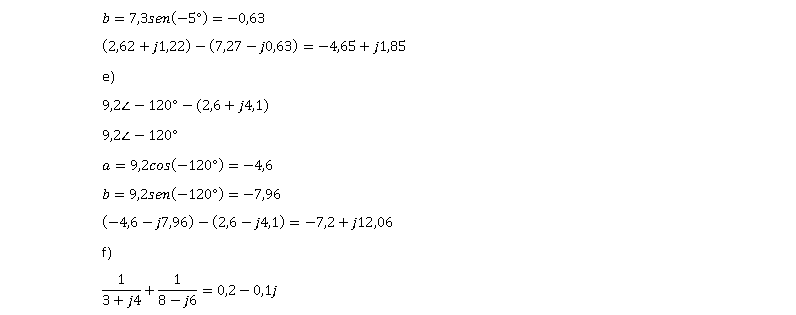 b = 7,3sen(−5°) = −0,63
(2,62 + j1,22) − (7,27 − j0,63) = −4,65 + j1,85
e)
9,2∠ − 120° − (2,6 + j4,1)
9,2∠ − 120°
a = 9,2cos(−120°) = −4,6
b = 9,2sen(−120°) = −7,96
(−4,6 − j7,96) − (2,6 − j4,1) = −7,2 + j12,06
f)
1/(3 + j4) + 1/(8 − j6) = 0,2 − 0,1j